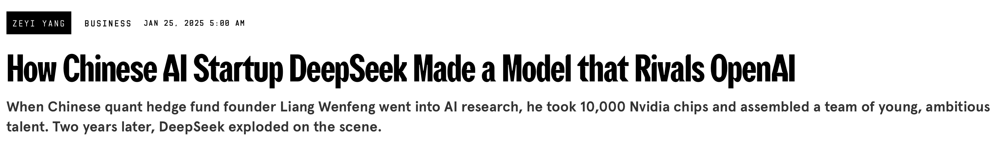 ZEYI YANG BUSINESS JAN 25, 2025 5:00 AM
How Chinese AI Startup DeepSeek Made a Model that Rivals OpenAI
When Chinese quant hedge fund founder Liang Wenfeng went into AI research, he took 10,000 Nvidia chips and assembled a team of young, ambitious
talent. Two years later, DeepSeek exploded on the scene.